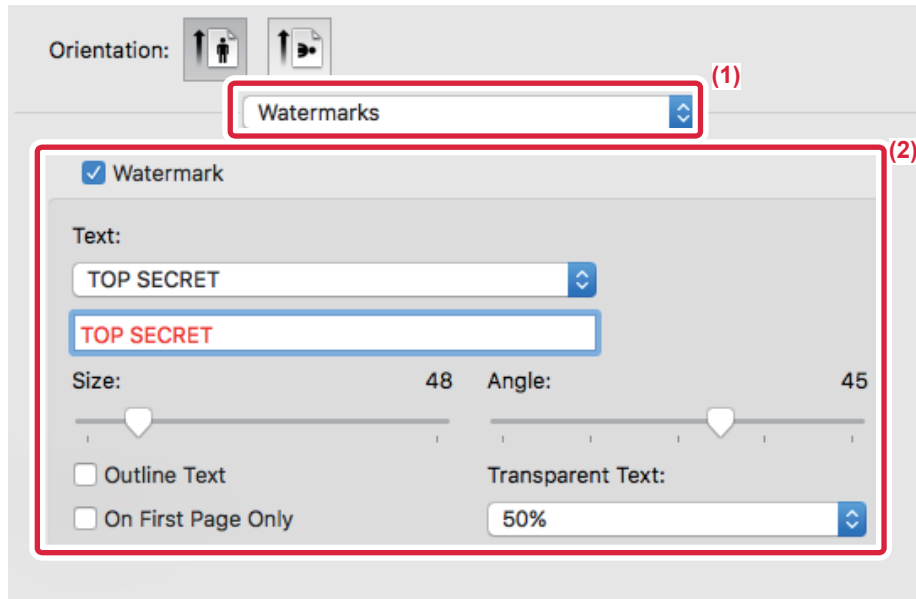 Orientation:
(1)
Watermarks
(2)
Watermark
Text:
TOP SECRET
TOP SECRET
Size: 48 Angle: 45
Outline Text Transparent Text:
On First Page Only 50%